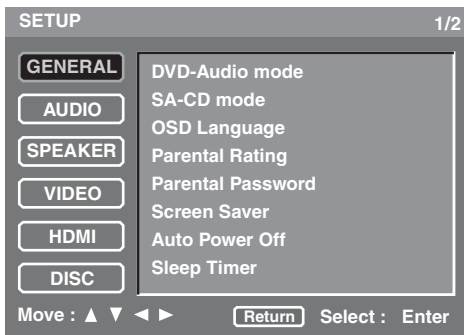 SETUP 1/2
GENERAL
AUDIO
SPEAKER
VIDEO
HDMI
DISC
DVD-Audio mode
SA-CD mode
OSD Language
Parental Rating
Parental Password
Screen Saver
Auto Power Off
Sleep Timer
Move : ▲ ▼ ◄ ► Return Select : Enter